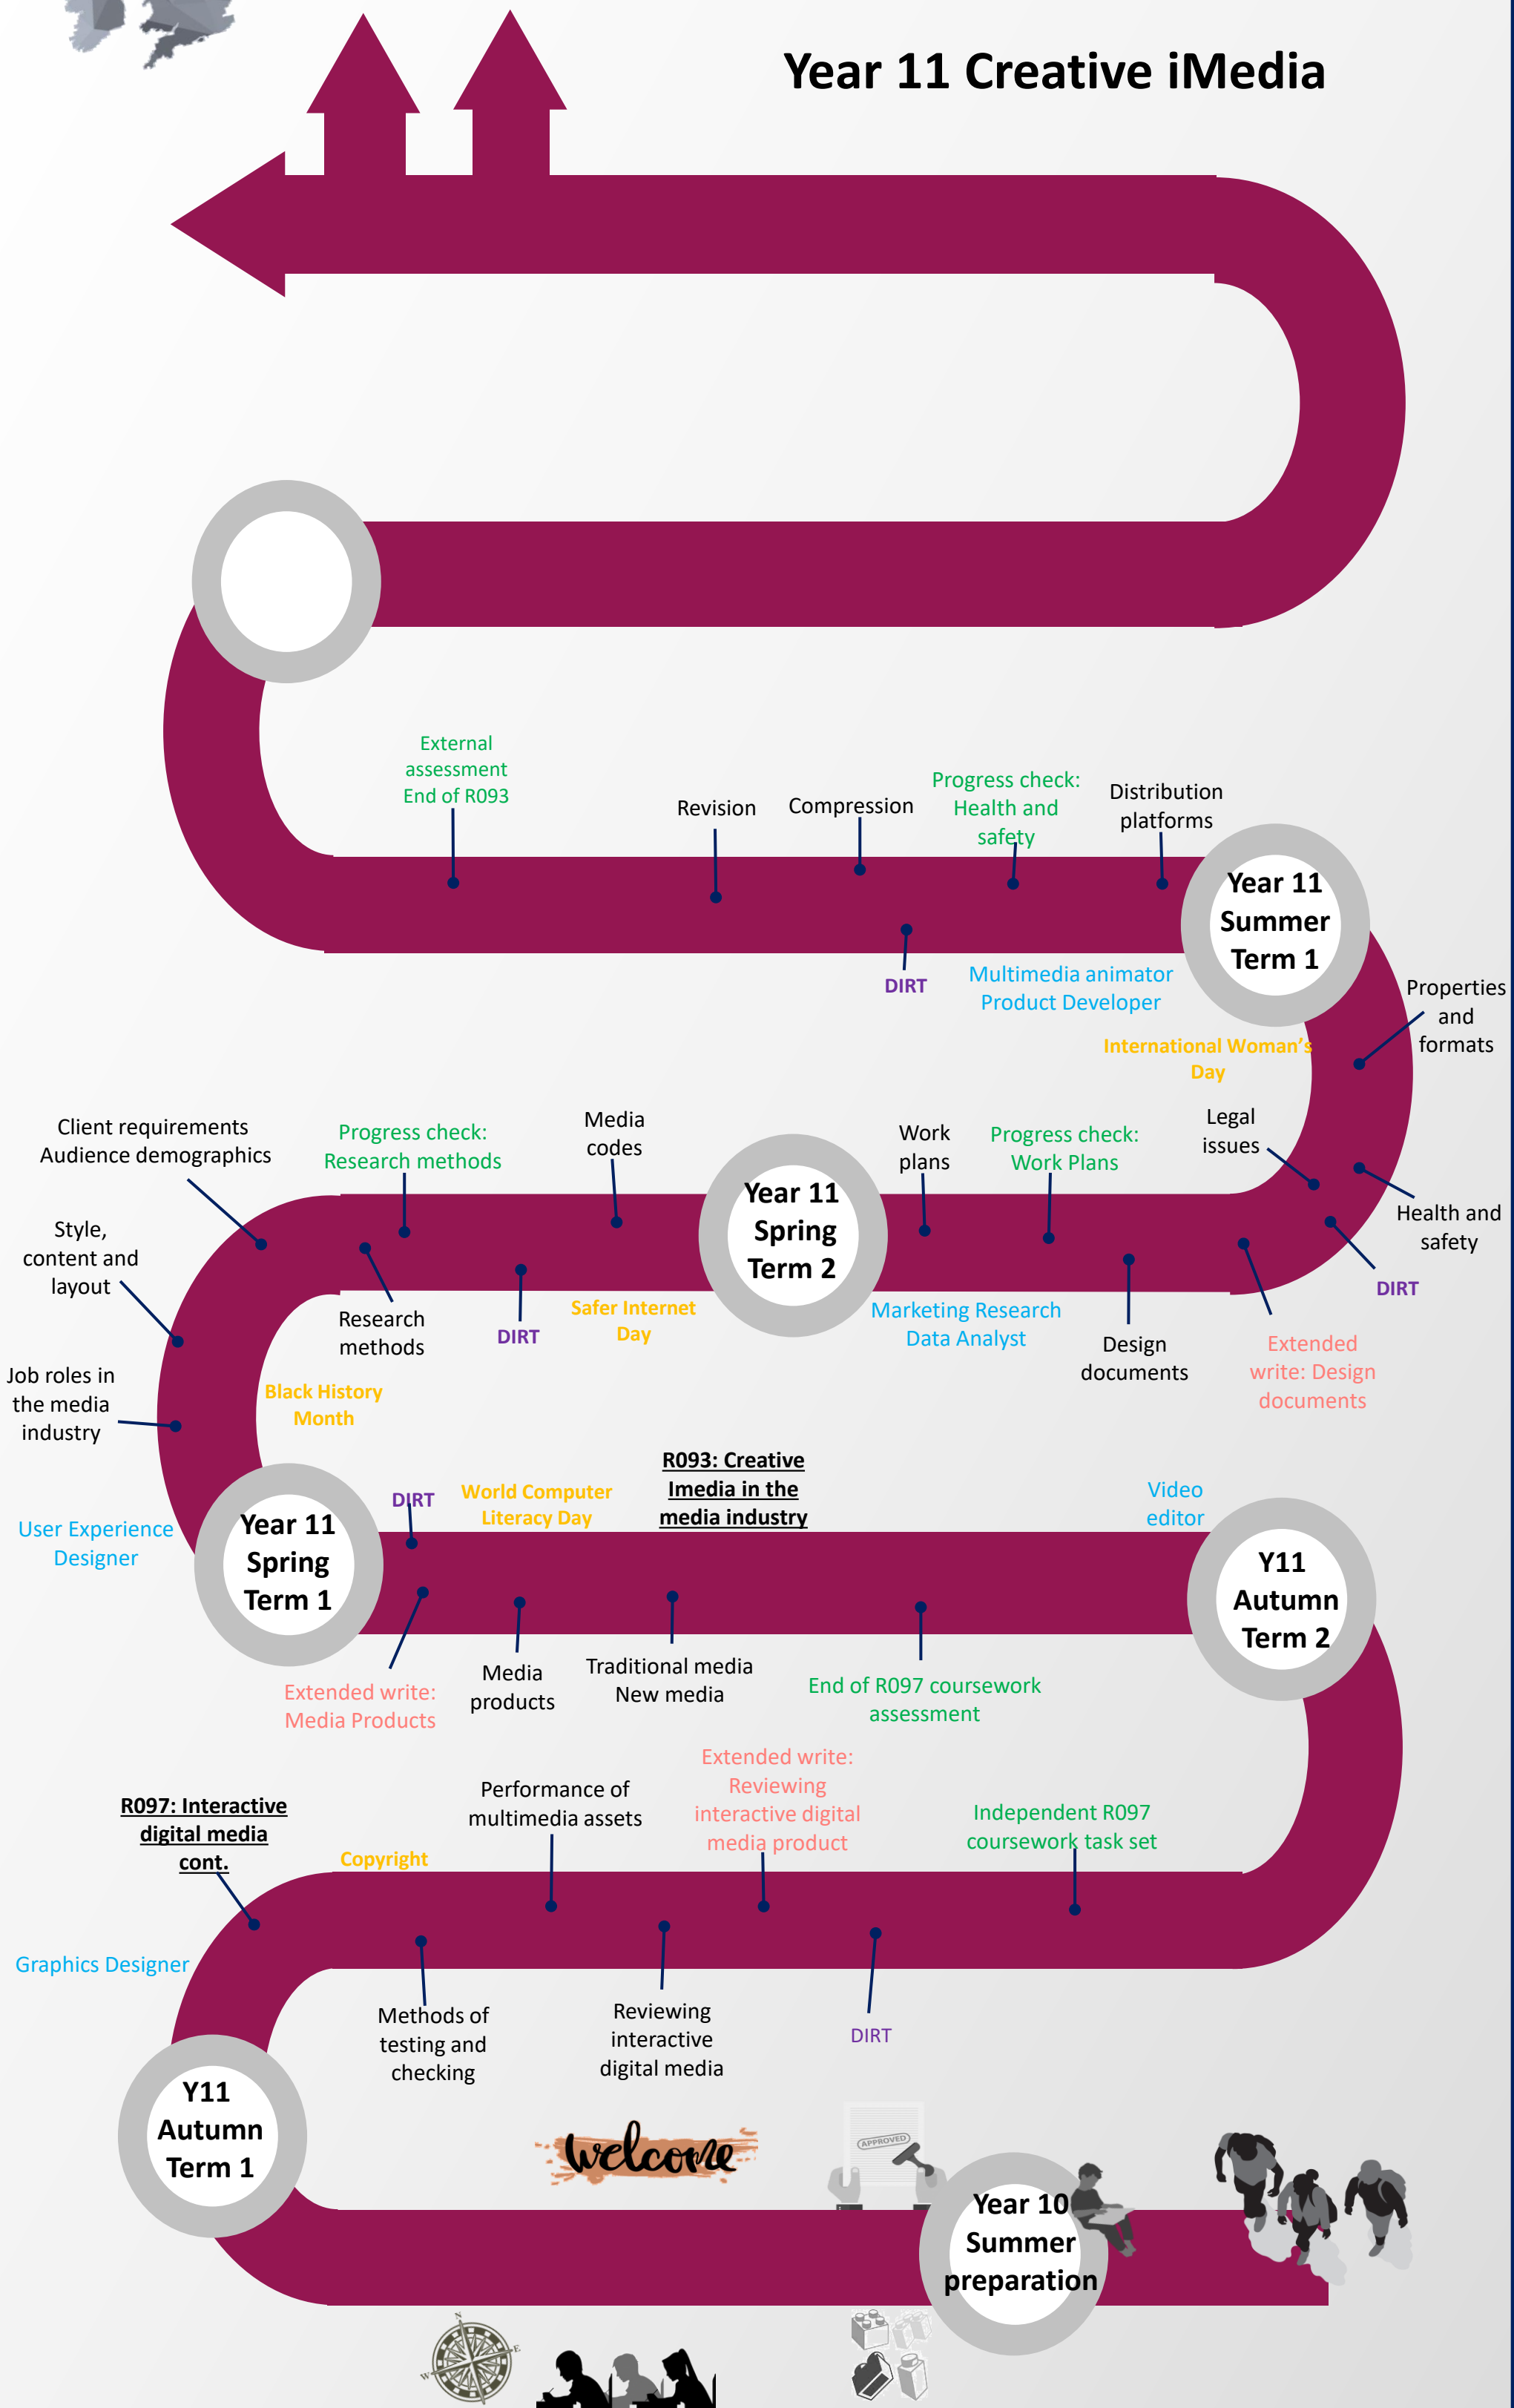 Year 11 Creative iMedia
External
assessment
End of R093
Revision
Compression
Progress check:
Health and
safety
Distribution
platforms
Year 11
Summer
Term 1
DIRT
Multimedia animator
Product Developer
Properties
and
formats
International Woman's
Day
Client requirements
Audience demographics
Progress check:
Research methods
Media
codes
Year 11
Spring
Term 2
Work
plans
Progress check:
Work Plans
Legal
issues
Health and
safety
DIRT
Style,
content and
layout
Research
methods
DIRT
Safer Internet
Day
Marketing Research
Data Analyst
Design
documents
Extended
write: Design
documents
Job roles in
the media
industry
Black History
Month
User Experience
Designer
Year 11
Spring
Term 1
DIRT
World Computer
Literacy Day
R093: Creative
Imedia in the
media industry
Video
editor
Y11
Autumn
Term 2
Extended write:
Media Products
Media
products
Traditional media
New media
End of R097 coursework
assessment
R097: Interactive
digital media
cont.
Copyright
Performance of
multimedia assets
Extended write:
Reviewing
interactive digital
media product
Independent R097
coursework task set
Graphics Designer
Methods of
testing and
checking
Reviewing
interactive
digital media
DIRT
Y11
Autumn
Term 1
welcome
APPROVED
Year 10
Summer
preparation
N
W
E